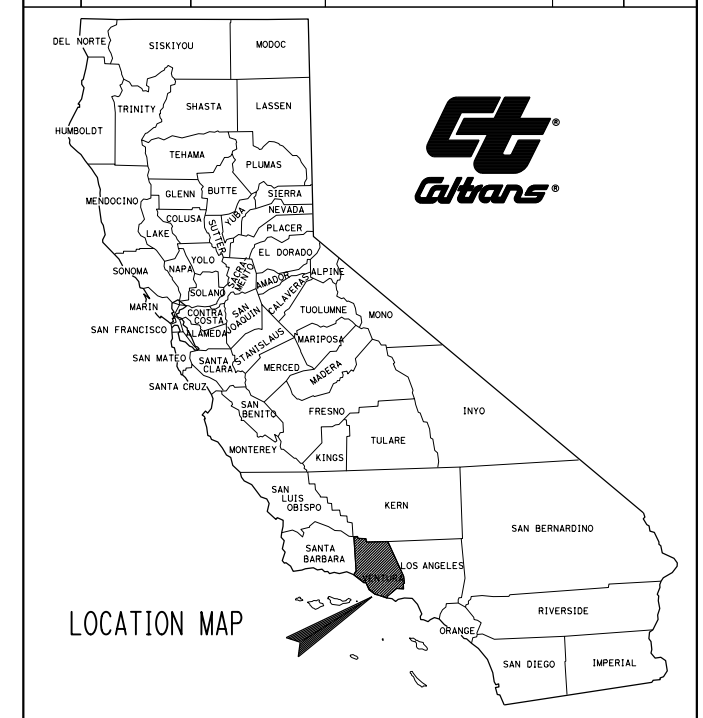 DEL NORTE
SISKIYOU
MODOC
TRINITY
SHASTA
LASSEN
HUMBOLDT
®
TEHAMA
PLUMAS
Caltrans ®
MENDOCINO
GLENN
BUTTE
SIERRA
COLUSA
YUBA
NEVADA
LAKE
SUTTER
PLACER
YOLO
EL DORADO
SONOMA
NAPA
SACRA-
MENTO
AMADOR
ALPINE
SOLANO
CALAVERAS
MARIN
CONTRA
COSTA
SAN
JOAQUIN
TUOLUMNE
MONO
SAN FRANCISCO
ALAMEDA
STANISLAUS
MARIPOSA
SAN MATEO
SANTA
CLARA
MERCED
MADERA
SANTA CRUZ
SAN
BENITO
FRESNO
INYO
TULARE
MONTEREY
KINGS
SAN
LUIS
OBISPO
KERN
SAN BERNARDINO
SANTA
BARBARA
LOS ANGELES
VENTURA
LOCATION MAP
RIVERSIDE
ORANGE
SAN DIEGO
IMPERIAL